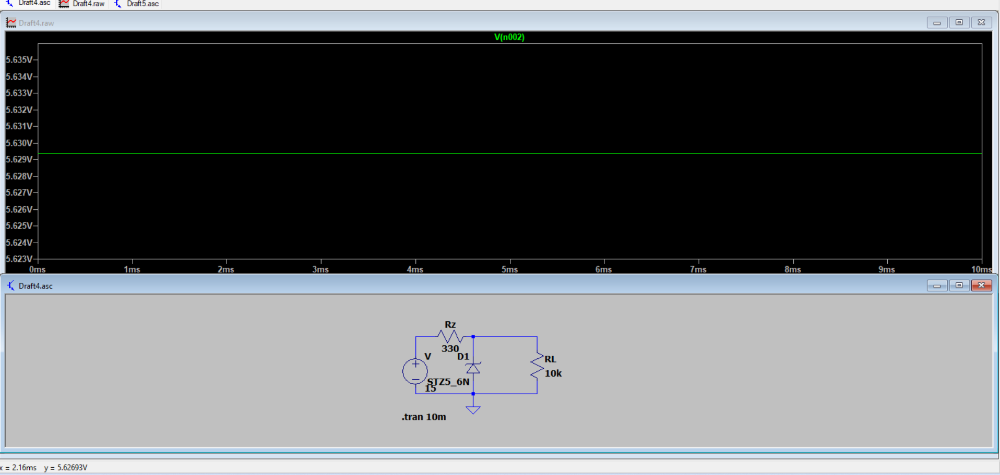 Draft4.asc Draft4.raw Draft5.asc
Draft4.raw
V(n002)
5.635V
5.634V
5.633V
5.632V
5.631V
5.630V
5.629V
5.628V
5.627V
5.626V
5.625V
5.624V
5.623V
0ms 1ms 2ms 3ms 4ms 5ms 6ms 7ms 8ms 9ms 10ms
Draft4.asc
Rz
330
V
D1
RL
10k
STZ5_6N
15
.tran 10m
x = 2.16ms y = 5.62693V